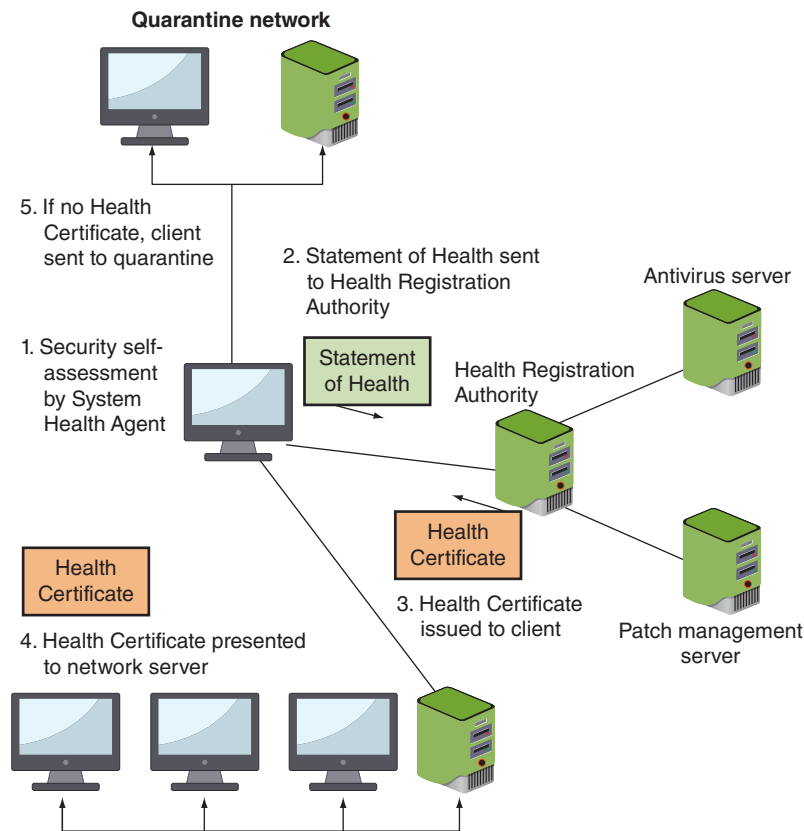 Quarantine network
5. If no Health
Certificate, client
sent to quarantine
2. Statement of Health sent
to Health Registration
Authority
Antivirus server
1. Security self-
assessment
by System
Health Agent
Statement
of Health
Health Registration
Authority
Health
Certificate
Health
Certificate
3. Health Certificate
issued to client
4. Health Certificate presented
to network server
Patch management
server